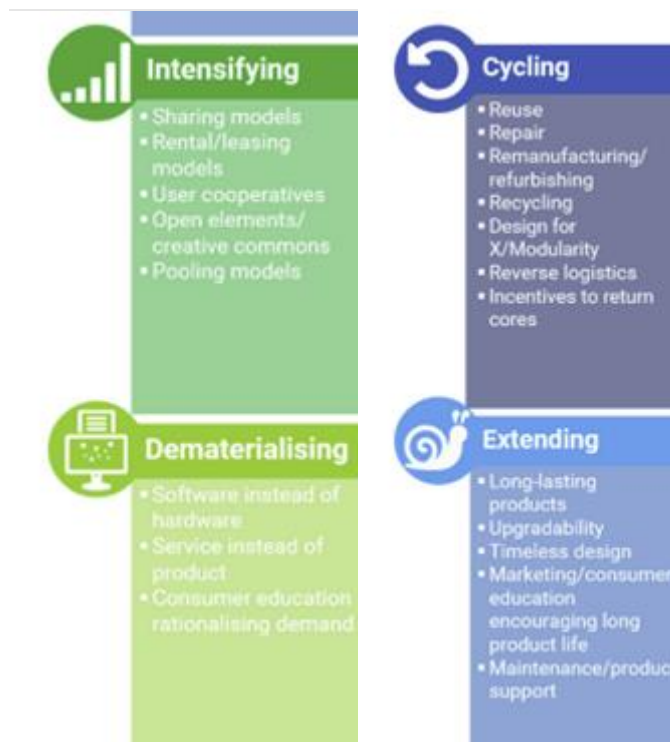 Intensifying
▪ Sharing models
▪ Rental/leasing
models
▪ User cooperatives
▪ Open elements/
creative commons
▪ Pooling models
Dematerialising
▪ Software instead of
hardware
▪ Service instead of
product
▪ Consumer education
rationalising demand
Cycling
▪ Reuse
▪ Repair
▪ Remanufacturing/
refurbishing
▪ Recycling
▪ Design for
X/Modularity
▪ Reverse logistics
▪ Incentives to return
cores
Extending
▪ Long-lasting
products
▪ Upgradability
▪ Timeless design
▪ Marketing/consumer
education
encouraging long
product life
▪ Maintenance/produc
support